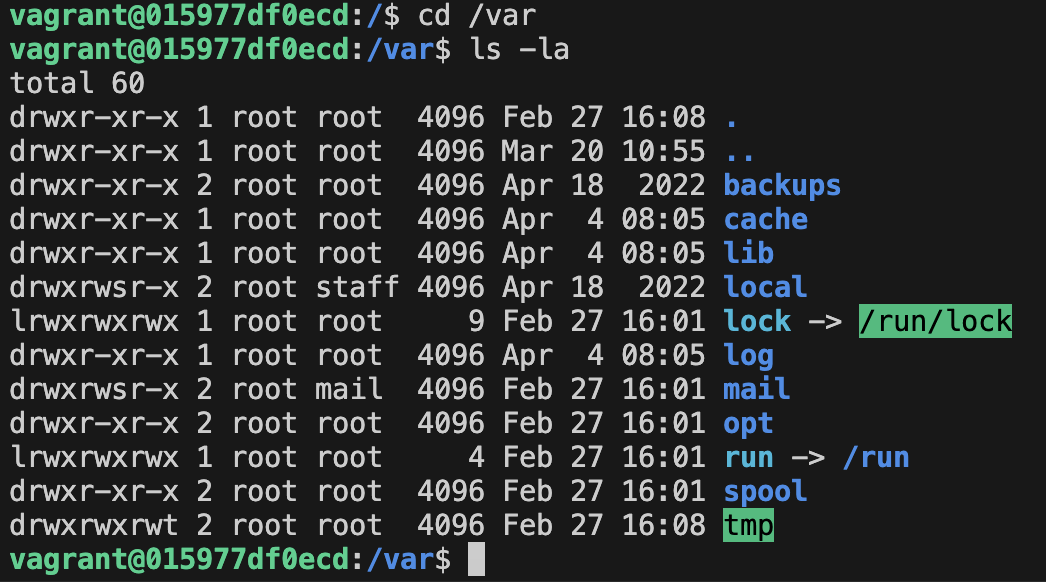 vagrant@015977df0ecd:/$ cd /var
vagrant@015977df0ecd:/var$ ls -la
total 60
drwxr-xr-x 1 root root  4096 Feb 27 16:08 .
drwxr-xr-x 1 root root  4096 Mar 20 10:55 ..
drwxr-xr-x 2 root root  4096 Apr 18  2022 backups
drwxr-xr-x 1 root root  4096 Apr  4 08:05 cache
drwxr-xr-x 1 root root  4096 Apr  4 08:05 lib
drwxrwsr-x 2 root staff 4096 Apr 18  2022 local
lrwxrwxrwx 1 root root     9 Feb 27 16:01 lock -> /run/lock
drwxr-xr-x 1 root root  4096 Apr  4 08:05 log
drwxrwsr-x 2 root mail  4096 Feb 27 16:01 mail
drwxr-xr-x 2 root root  4096 Feb 27 16:01 opt
lrwxrwxrwx 1 root root     4 Feb 27 16:01 run -> /run
drwxr-xr-x 2 root root  4096 Feb 27 16:01 spool
drwxrwxrwt 2 root root  4096 Feb 27 16:08 tmp
vagrant@015977df0ecd:/var$